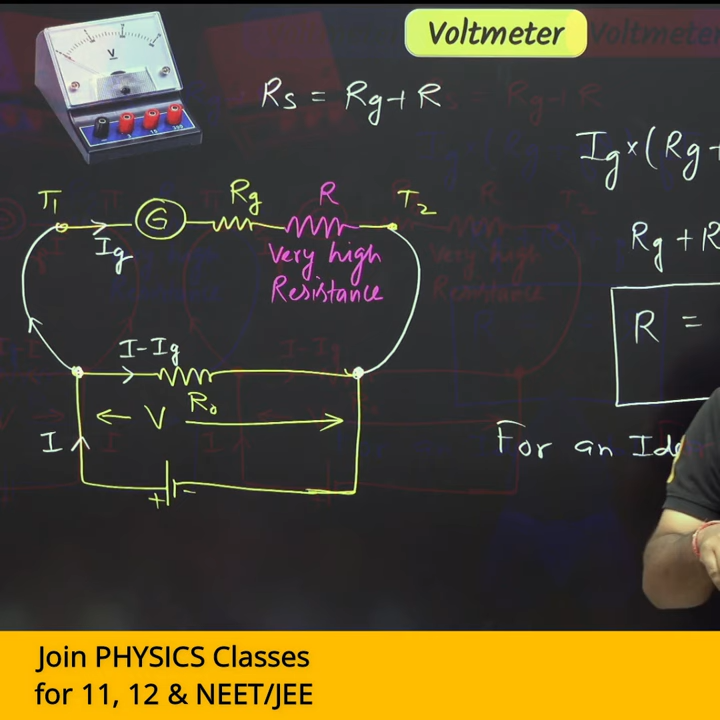 Voltmeter
V
Rs = Rg + R
Ig × (Rg +
T1 Ig G Rg R T2
Very high
Resistance
Rg + R
R =
I - Ig
R0
V
I
+ -
For an Ide
Join PHYSICS Classes
for 11, 12 & NEET/JEE